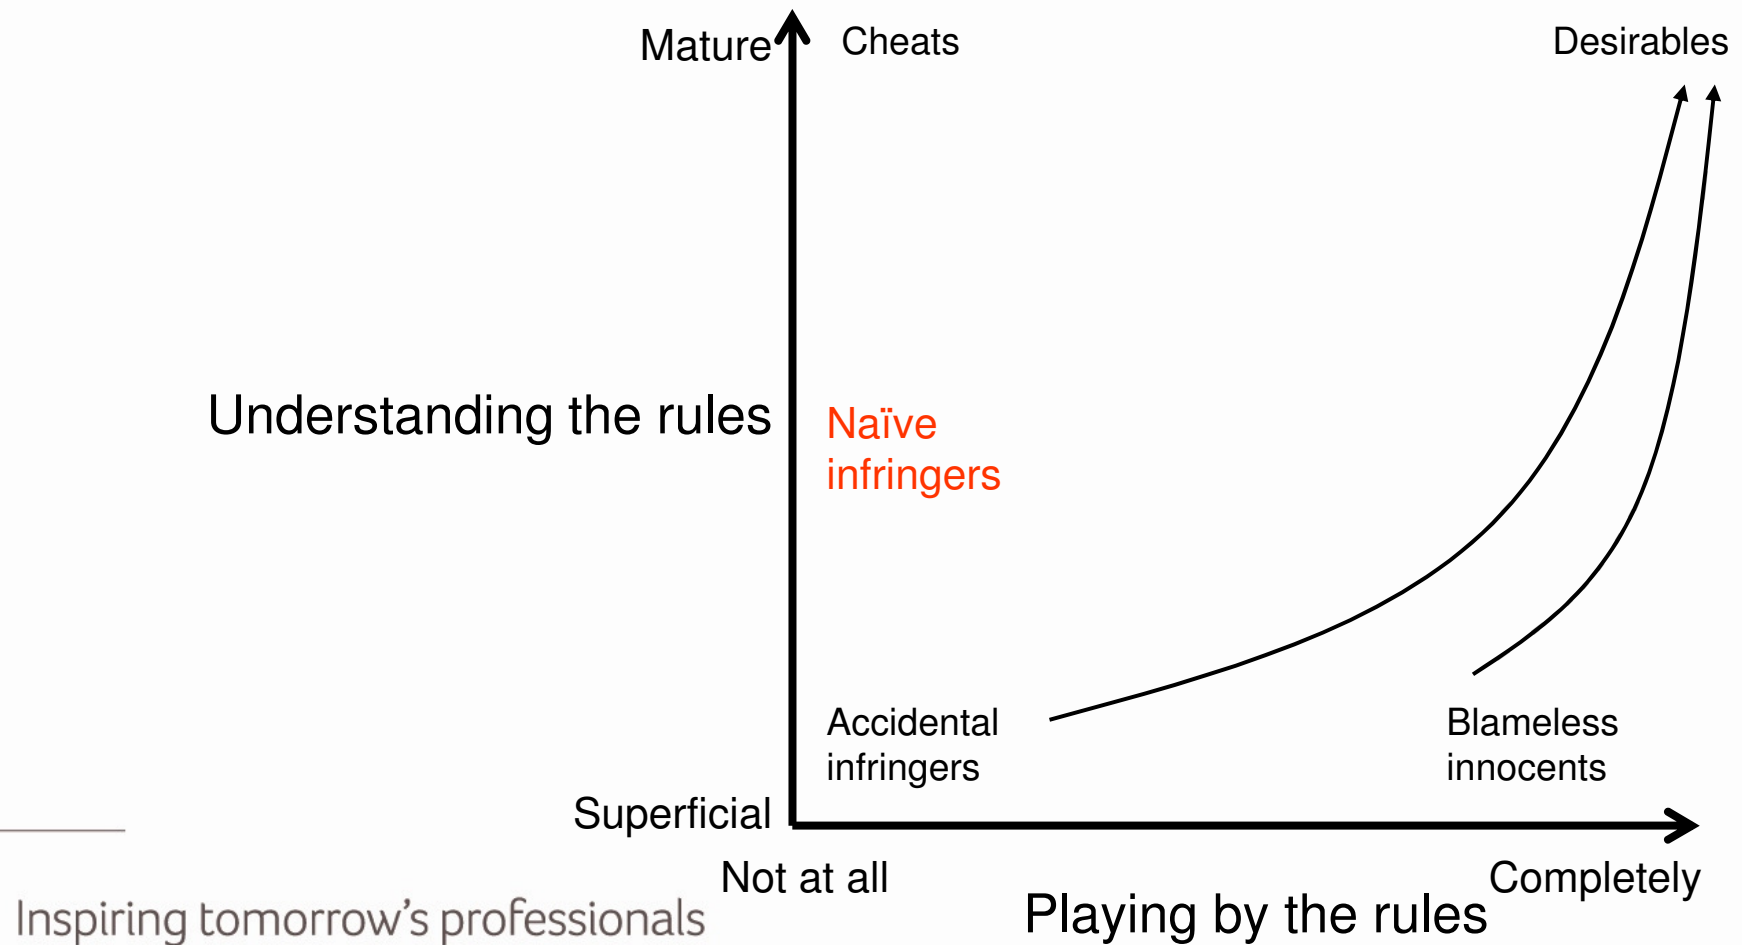 Mature
Cheats
Desirables
Understanding the rules
Naïve
infringers
Accidental
infringers
Blameless
innocents
Superficial
Not at all
Completely
Playing by the rules
Inspiring tomorrow's professionals